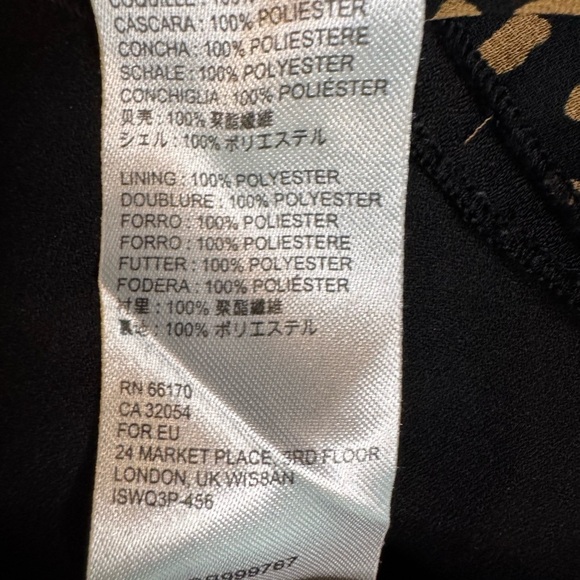 COQUILLE : 100% POLYESTER
CASCARA : 100% POLIESTER
CONCHA : 100% POLIESTERE
SCHALE : 100% POLYESTER
CONCHIGLIA : 100% POLIÉSTER
贝壳 : 100% 聚酯纖維
シェル : 100% ポリエステル
LINING : 100% POLYESTER
DOUBLURE : 100% POLYESTER
FORRO : 100% POLIESTER
FORRO : 100% POLIESTERE
FUTTER : 100% POLYESTER
FODERA : 100% POLIÉSTER
衬里 : 100% 聚酯纖維
裏地 : 100% ポリエステル
RN 66170
CA 32054
FOR EU
24 MARKET PLACE, 3RD FLOOR
LONDON, UK WIS8AN
ISWQ3P-456